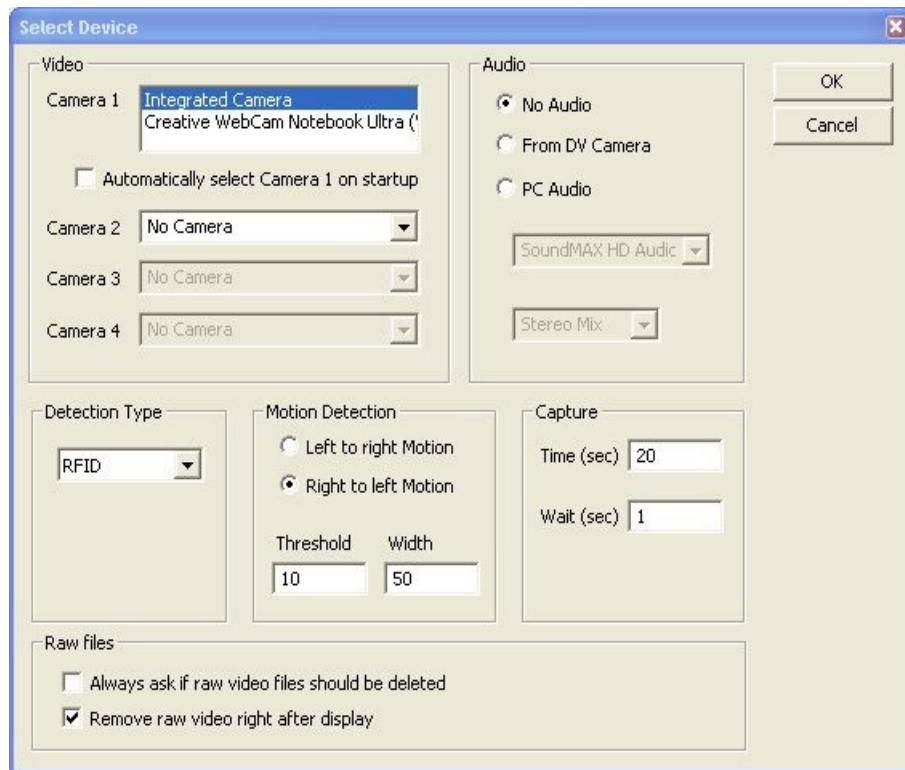 Select Device
Video
Camera 1
Integrated Camera
Creative WebCam Notebook Ultra ('
Automatically select Camera 1 on startup
Camera 2 No Camera
Camera 3 No Camera
Camera 4 No Camera
Audio
No Audio
From DV Camera
PC Audio
SoundMAX HD Audic
Stereo Mix
OK
Cancel
Detection Type
RFID
Motion Detection
Left to right Motion
Right to left Motion
Threshold Width
10 50
Capture
Time (sec) 20
Wait (sec) 1
Raw files
Always ask if raw video files should be deleted
Remove raw video right after display